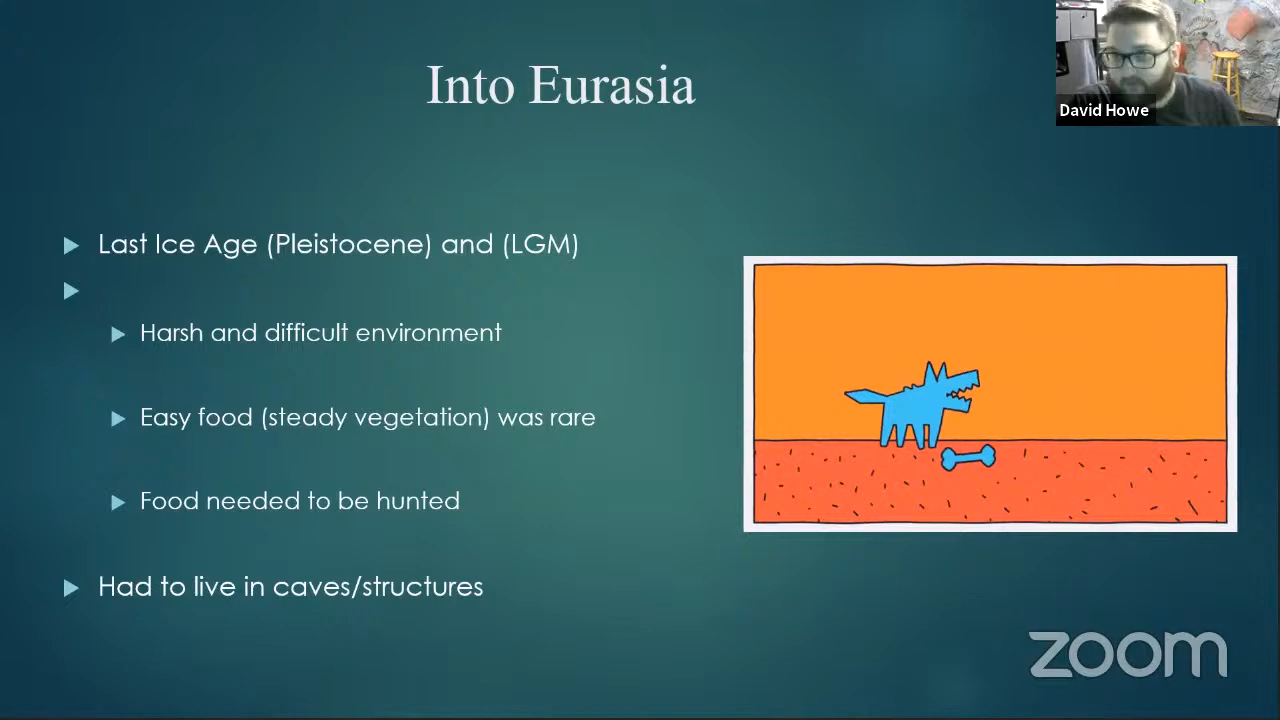 Into Eurasia
David Howe
Last Ice Age (Pleistocene) and (LGM)
Harsh and difficult environment
Easy food (steady vegetation) was rare
Food needed to be hunted
Had to live in caves/structures
zoom